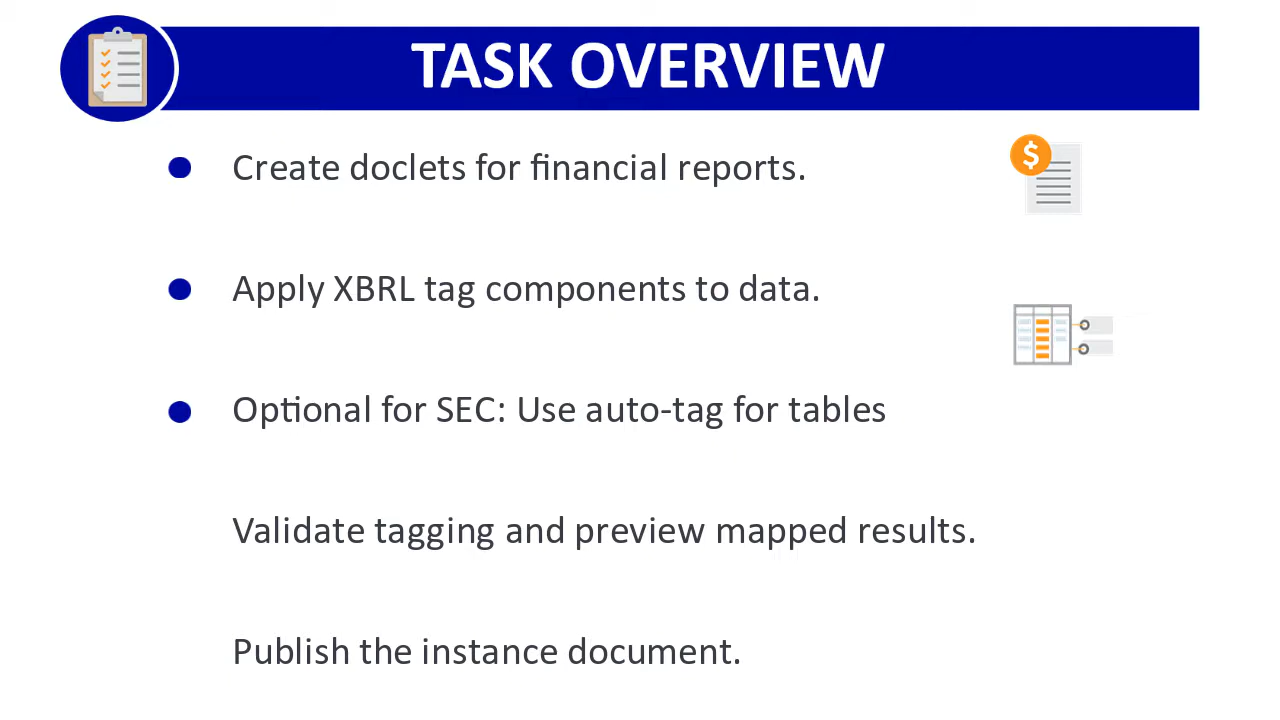 TASK OVERVIEW
$
Create doclets for financial reports.
Apply XBRL tag components to data.
Optional for SEC: Use auto-tag for tables
Validate tagging and preview mapped results.
Publish the instance document.